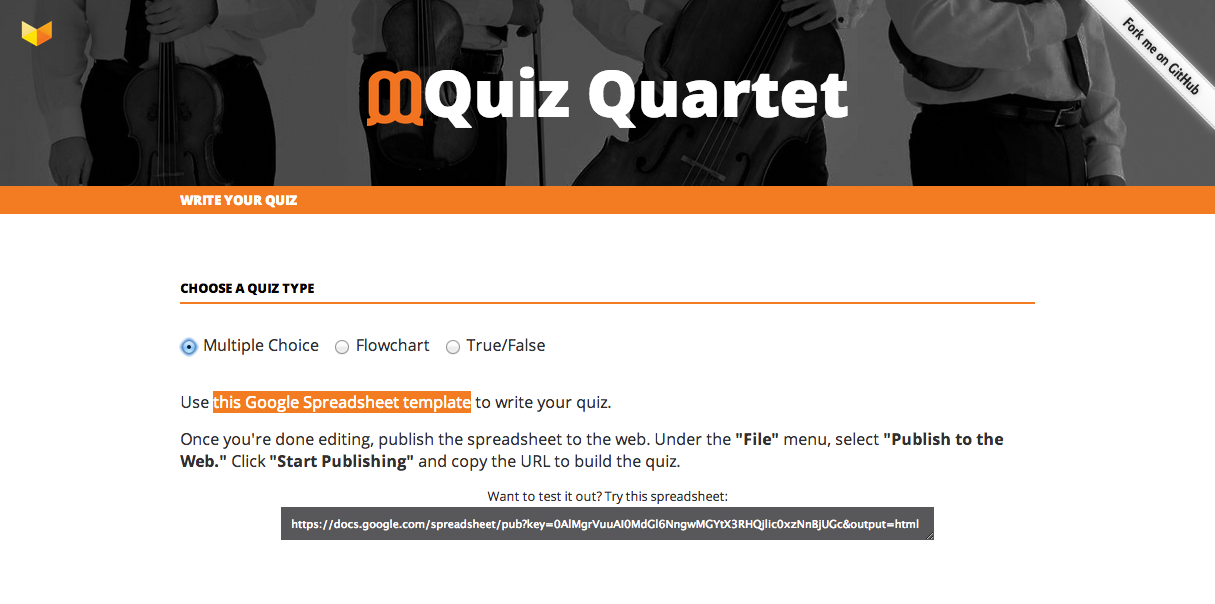 Fork me on GitHub
Quiz Quartet
WRITE YOUR QUIZ
CHOOSE A QUIZ TYPE
Multiple Choice Flowchart True/False
Use this Google Spreadsheet template to write your quiz.
Once you're done editing, publish the spreadsheet to the web. Under the "File" menu, select "Publish to the
Web." Click "Start Publishing" and copy the URL to build the quiz.
Want to test it out? Try this spreadsheet:
https://docs.google.com/spreadsheet/pub?key=0AlMgrVuuAI0MdGl6NngwMGYtX3RHQjlic0xzNnBjUGc&output=html